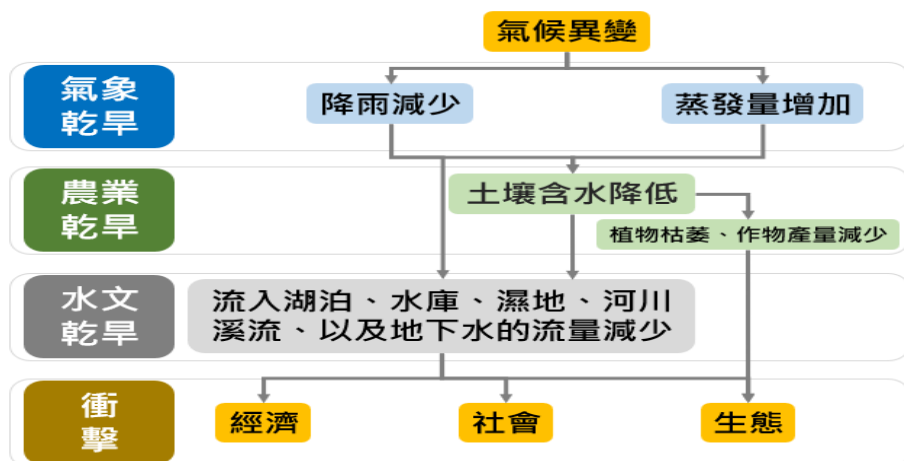 氣候異變
氣象
乾旱
降雨減少
蒸發量增加
農業
乾旱
土壤含水降低
植物枯萎、作物產量減少
水文
乾旱
流入湖泊、水庫、濕地、河川
溪流、以及地下水的流量減少
衝
擊
經濟
社會
生態